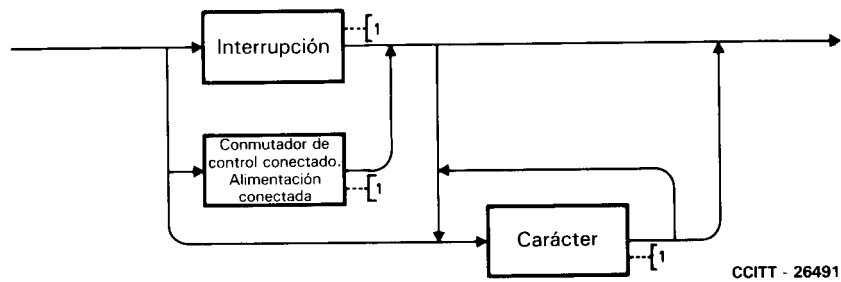 1
Interrupción
Conmutador de
control conectado.
Alimentación
conectada
1
Carácter
1
CCITT - 26491